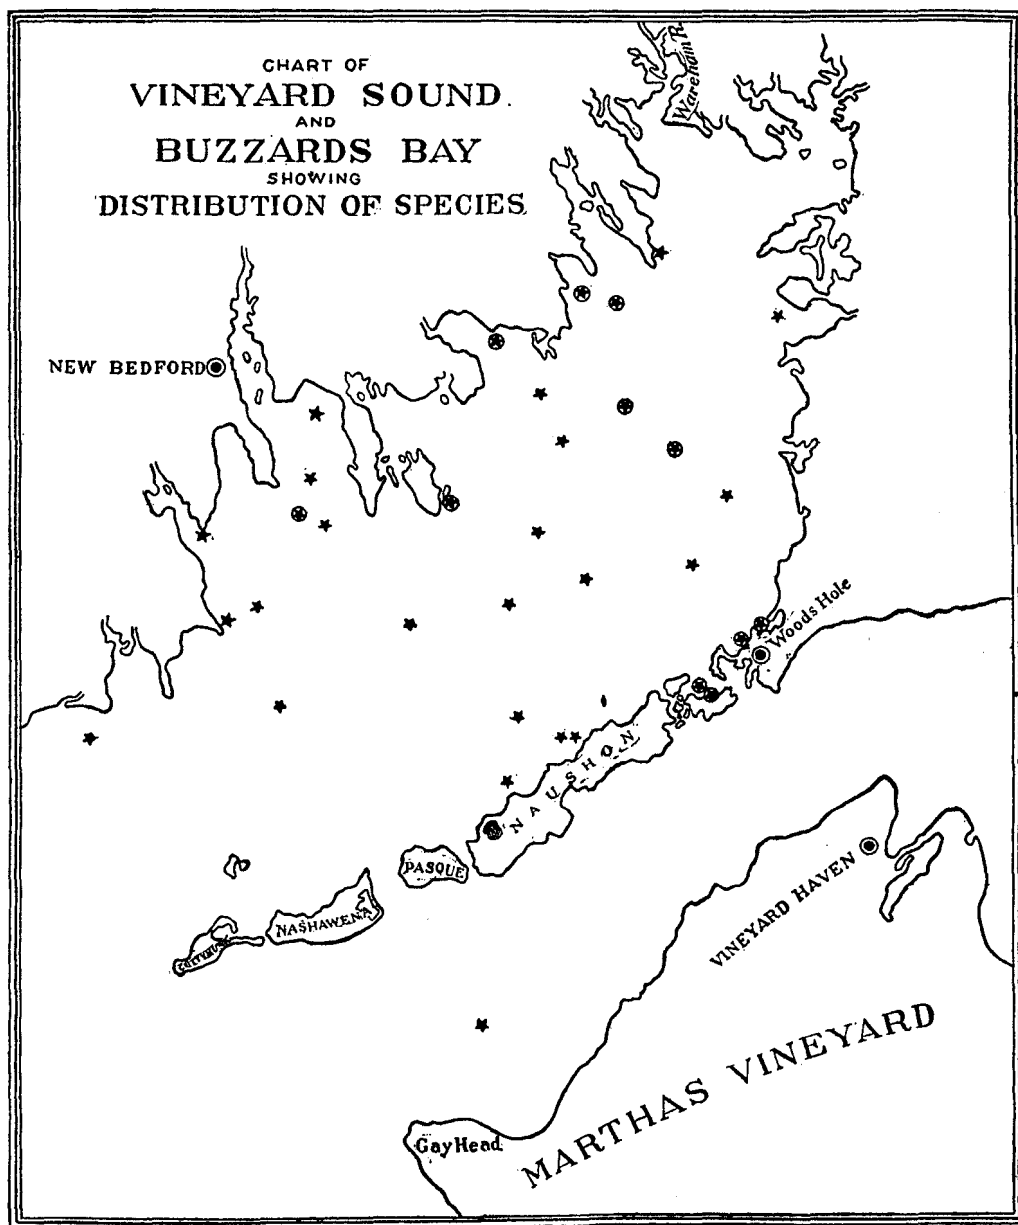 CHART OF
VINEYARD SOUND
AND
BUZZARDS BAY
SHOWING
DISTRIBUTION OF SPECIES
Wareham R.
NEW BEDFORD
Woods Hole
NAUSHON
PASQUE
NASHAWENA
VINEYARD HAVEN
MARTHAS VINEYARD
Gay Head